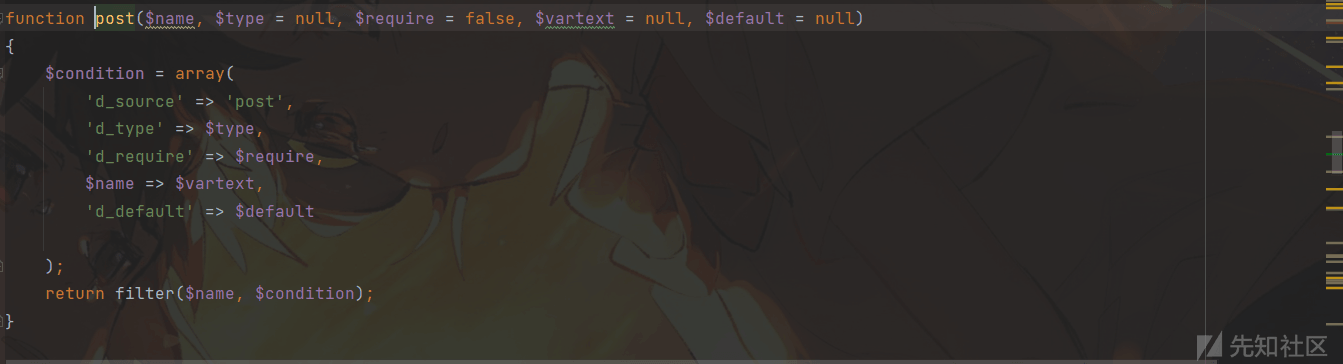 function post($name, $type = null, $require = false, $vartext = null, $default = null)
{
    $condition = array(
        'd_source' => 'post',
        'd_type' => $type,
        'd_require' => $require,
        $name => $vartext,
        'd_default' => $default
    );
    return filter($name, $condition);
}
先知社区